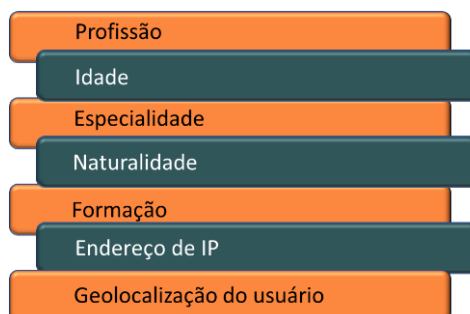 Profissão
Idade
Especialidade
Naturalidade
Formação
Endereço de IP
Geolocalização do usuário